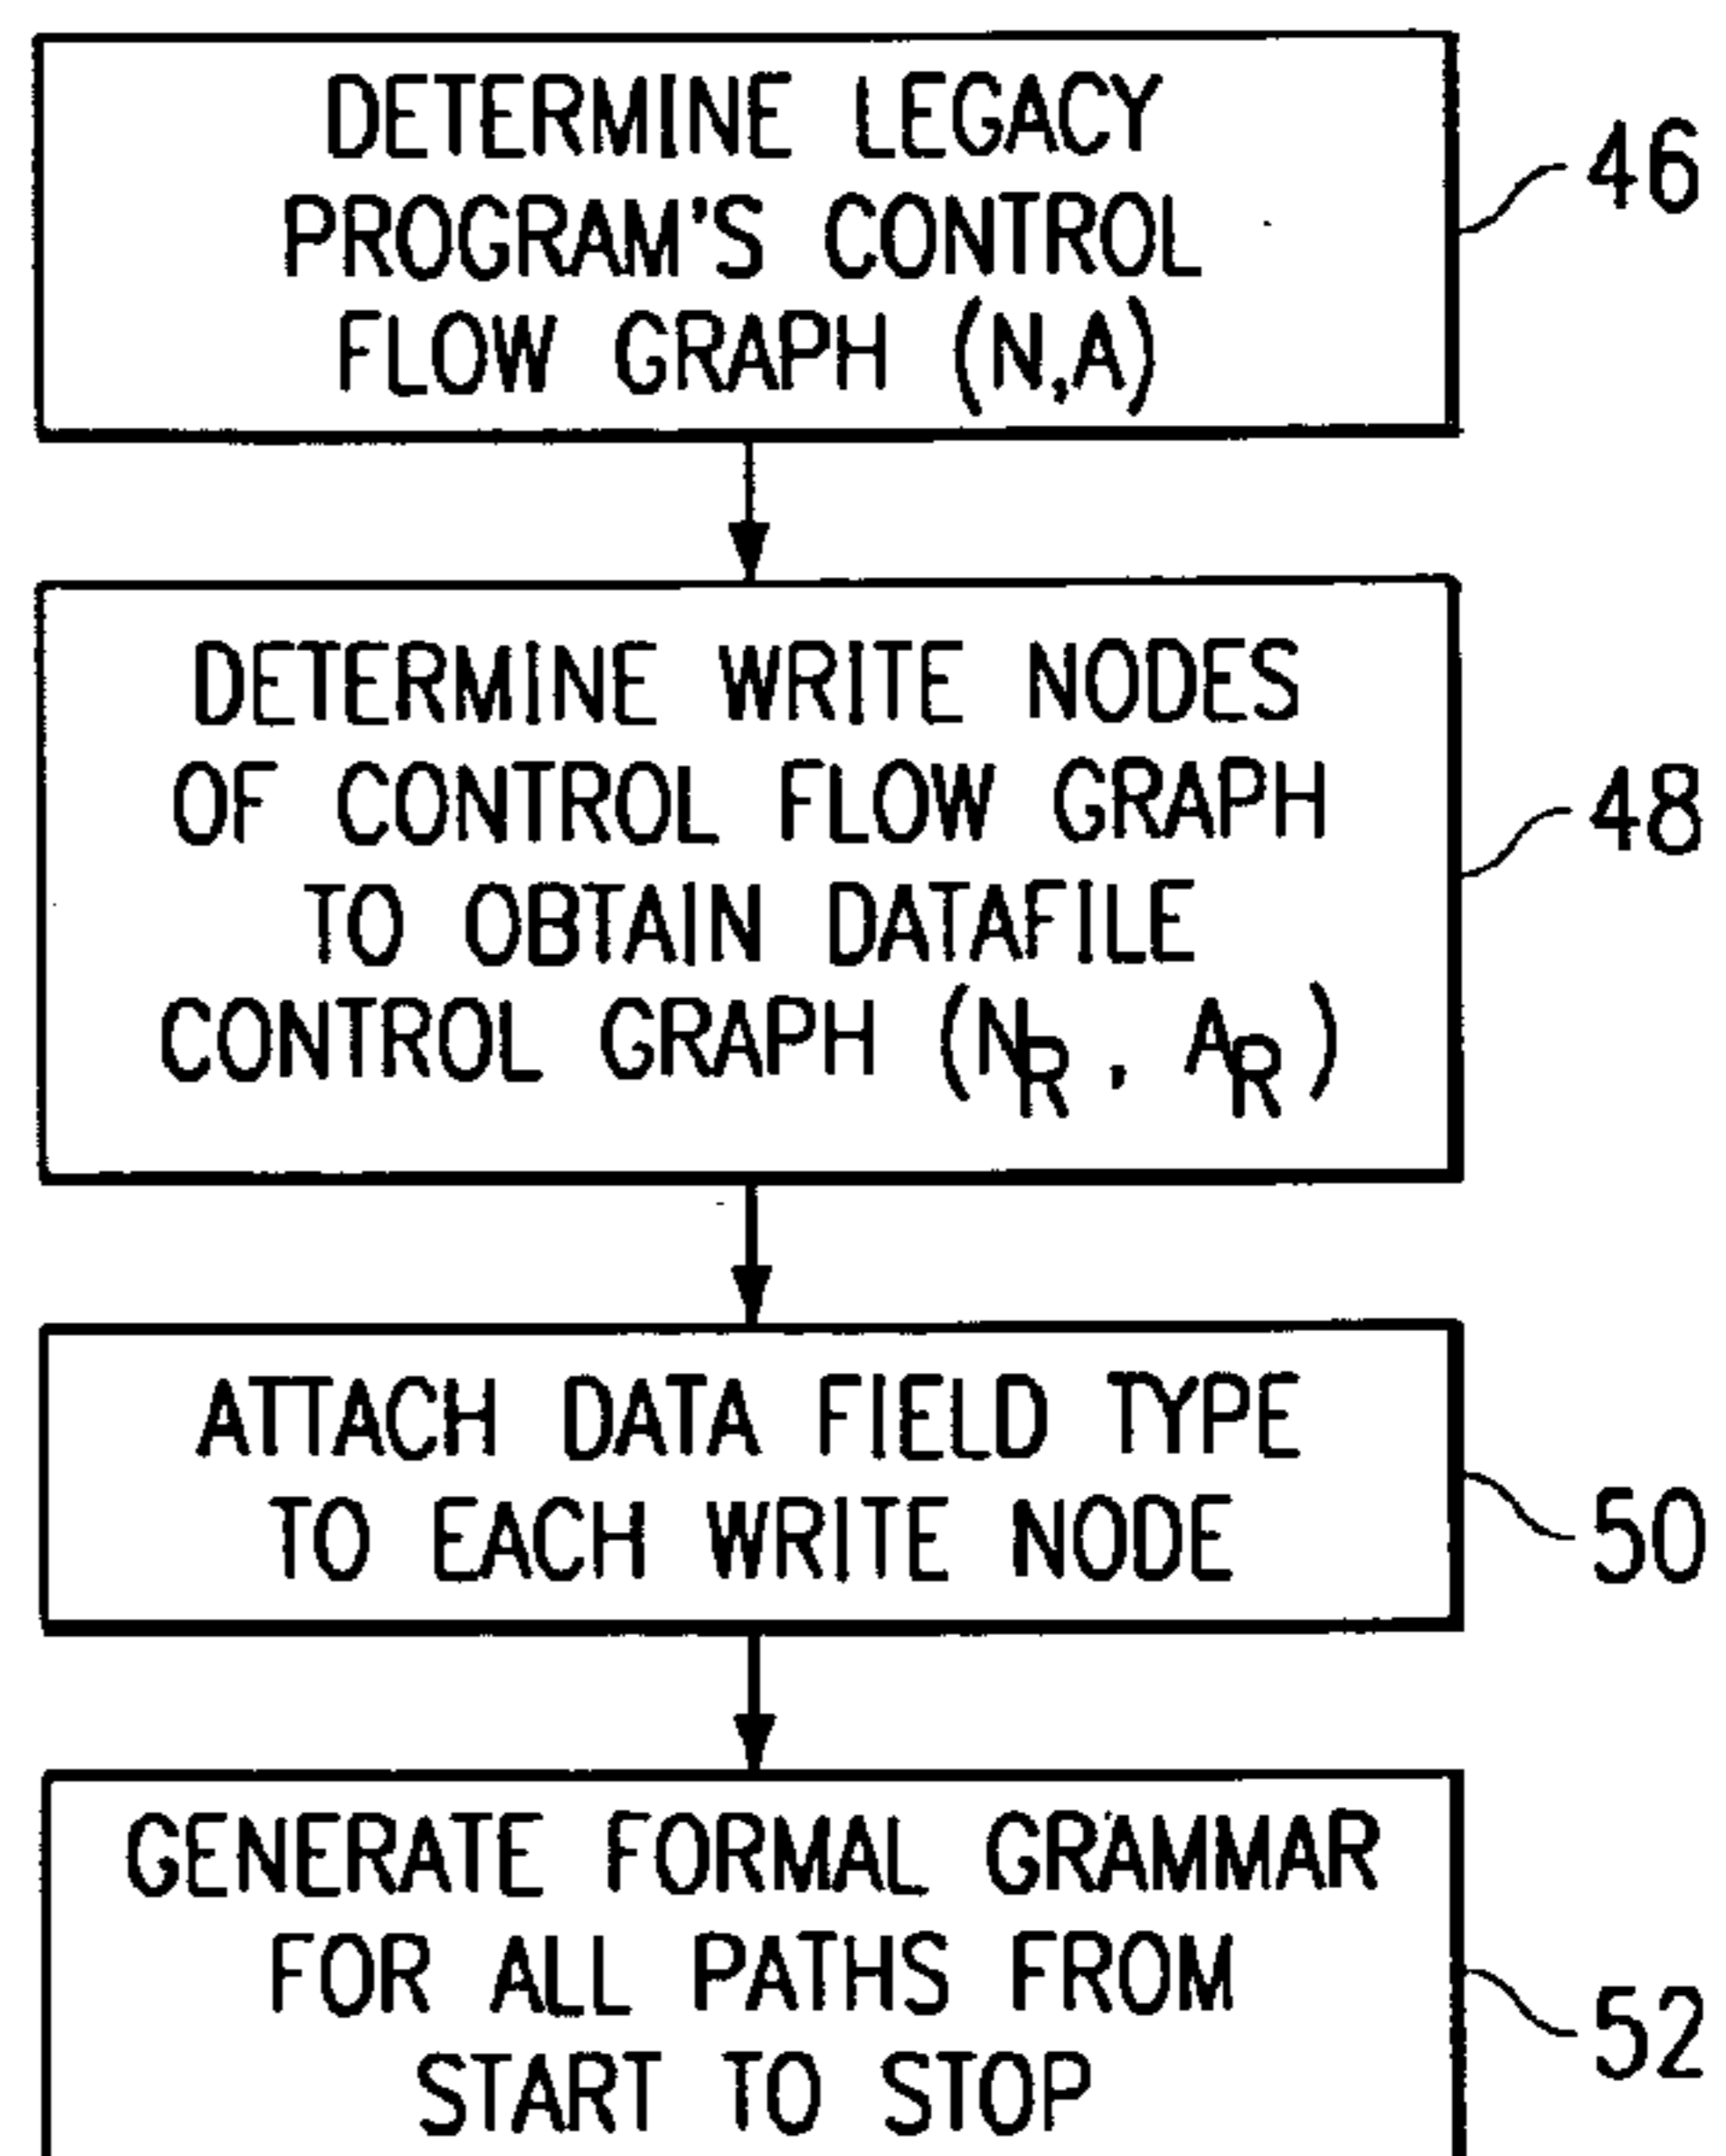 DETERMINE LEGACY
PROGRAM'S CONTROL
FLOW GRAPH (N,A)
46
DETERMINE WRITE NODES
OF CONTROL FLOW GRAPH
TO OBTAIN DATAFILE
CONTROL GRAPH (N_R , A_R)
48
ATTACH DATA FIELD TYPE
TO EACH WRITE NODE
50
GENERATE FORMAL GRAMMAR
FOR ALL PATHS FROM
START TO STOP
52